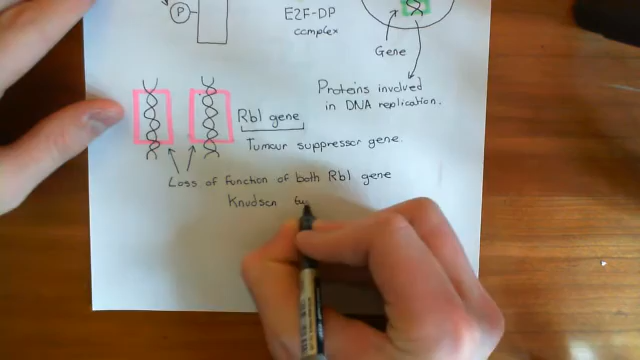 P
E2F-DP
complex
Gene
Proteins involved
in DNA replication.
Rb1 gene
Tumour suppressor gene.
Loss of function of both Rb1 gene
Knudson